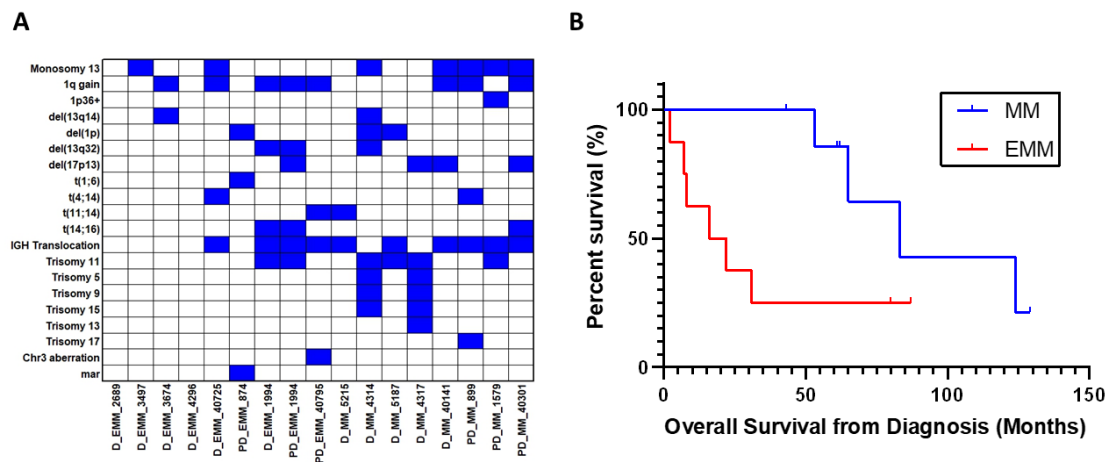 A
Monosomy 13
1q gain
1p36+
del(13q14)
del(1p)
del(13q32)
del(17p13)
t(1;6)
t(4;14)
t(11;14)
t(14;16)
IGH Translocation
Trisomy 11
Trisomy 5
Trisomy 9
Trisomy 15
Trisomy 13
Trisomy 17
Chr3 aberration
mar
D_EMM_2689
D_EMM_3497
D_EMM_3674
D_EMM_4296
D_EMM_40725
PD_EMM_874
D_EMM_1994
PD_EMM_1994
PD_EMM_40795
D_MM_5215
D_MM_4314
D_MM_5187
D_MM_4317
D_MM_40141
PD_MM_899
PD_MM_1579
PD_MM_40301
B
Percent survival (%)
100
50
0
MM
EMM
0
50
100
150
Overall Survival from Diagnosis (Months)